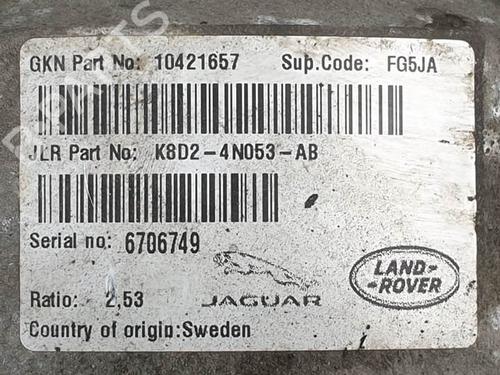 GKN Part No: 10421657 Sup.Code: FG5JA
JLR Part No: K8D2-4N053-AB
Serial no: 6706749
Ratio: 2,53
JAGUAR
LAND-
-ROVER
Country of origin:Sweden